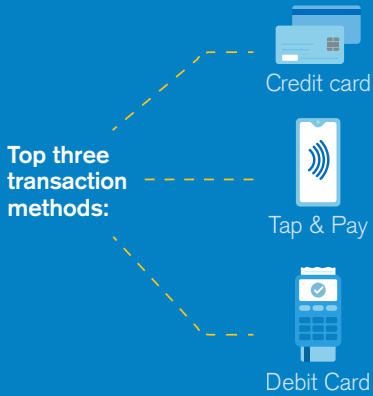 Credit card
Top three
transaction
methods:
Tap & Pay
Debit Card